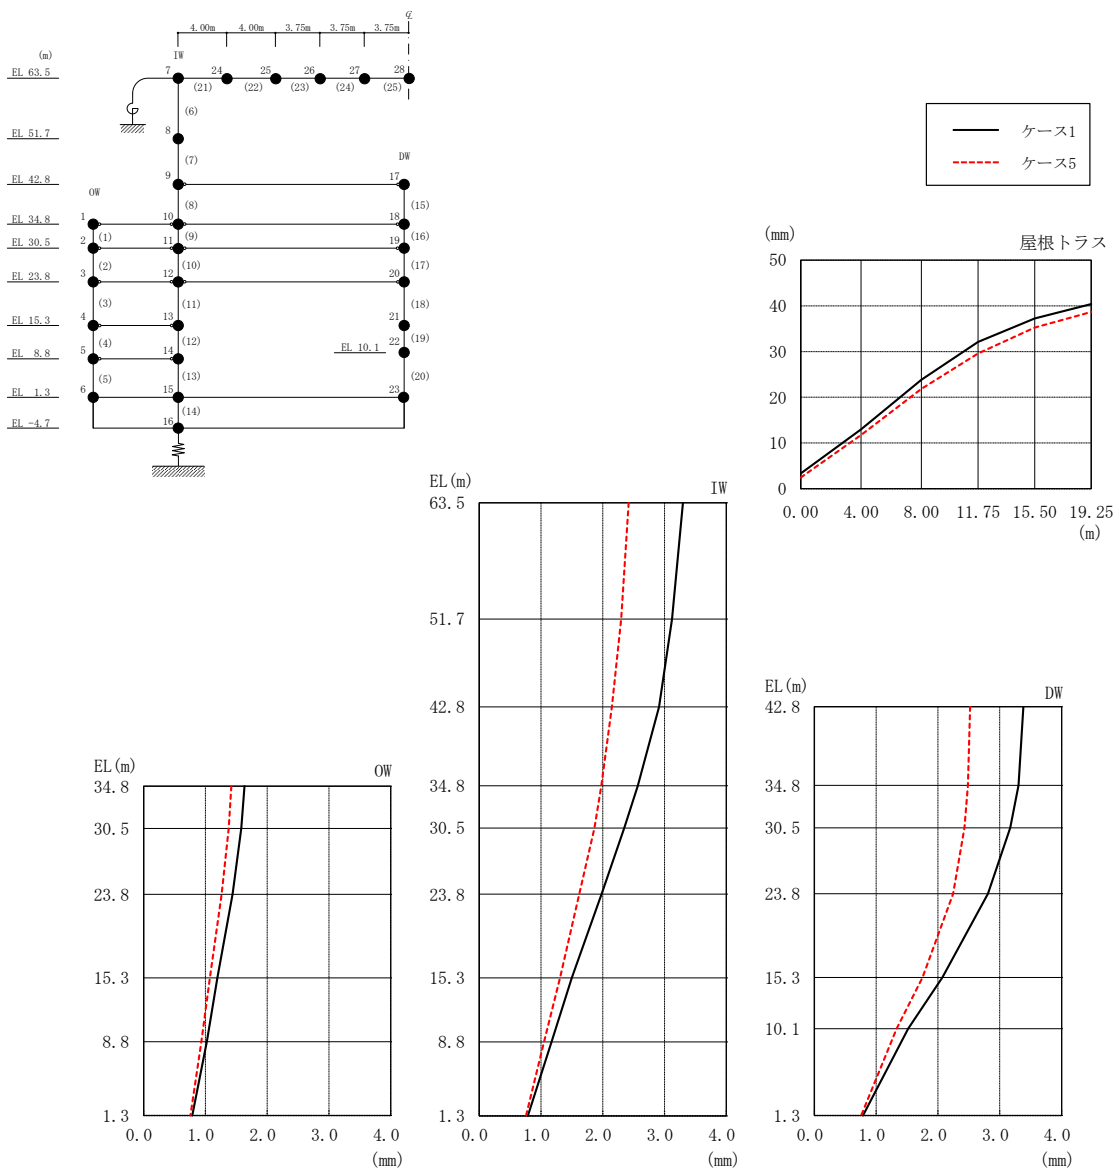 ℄
4.00m 4.00m 3.75m 3.75m 3.75m
(m)
IW
EL 63.5 7 24 25 26 27 28
(21) (22) (23) (24) (25)
(6)
EL 51.7 8
(7)
DW
EL 42.8 9 17
OW
(8) (15)
EL 34.8 1 10 18
(1) (9) (16)
EL 30.5 2 11 19
(2) (10) (17)
EL 23.8 3 12 20
(3) (11) (18)
EL 15.3 4 13 21
(4) (12) (19)
EL 8.8 5 14 EL 10.1 22
(5) (13) (20)
EL 1.3 6 15 23
(14)
EL -4.7 16
ケース1
ケース5
(mm) 屋根トラス
50
40
30
20
10
0
0.00 4.00 8.00 11.75 15.50 19.25
(m)
EL(m) IW
63.5
51.7
42.8
34.8
30.5
23.8
15.3
8.8
1.3
0.0 1.0 2.0 3.0 4.0
(mm)
EL(m) OW
34.8
30.5
23.8
15.3
8.8
1.3
0.0 1.0 2.0 3.0 4.0
(mm)
EL(m) DW
42.8
34.8
30.5
23.8
15.3
10.1
1.3
0.0 1.0 2.0 3.0 4.0
(mm)